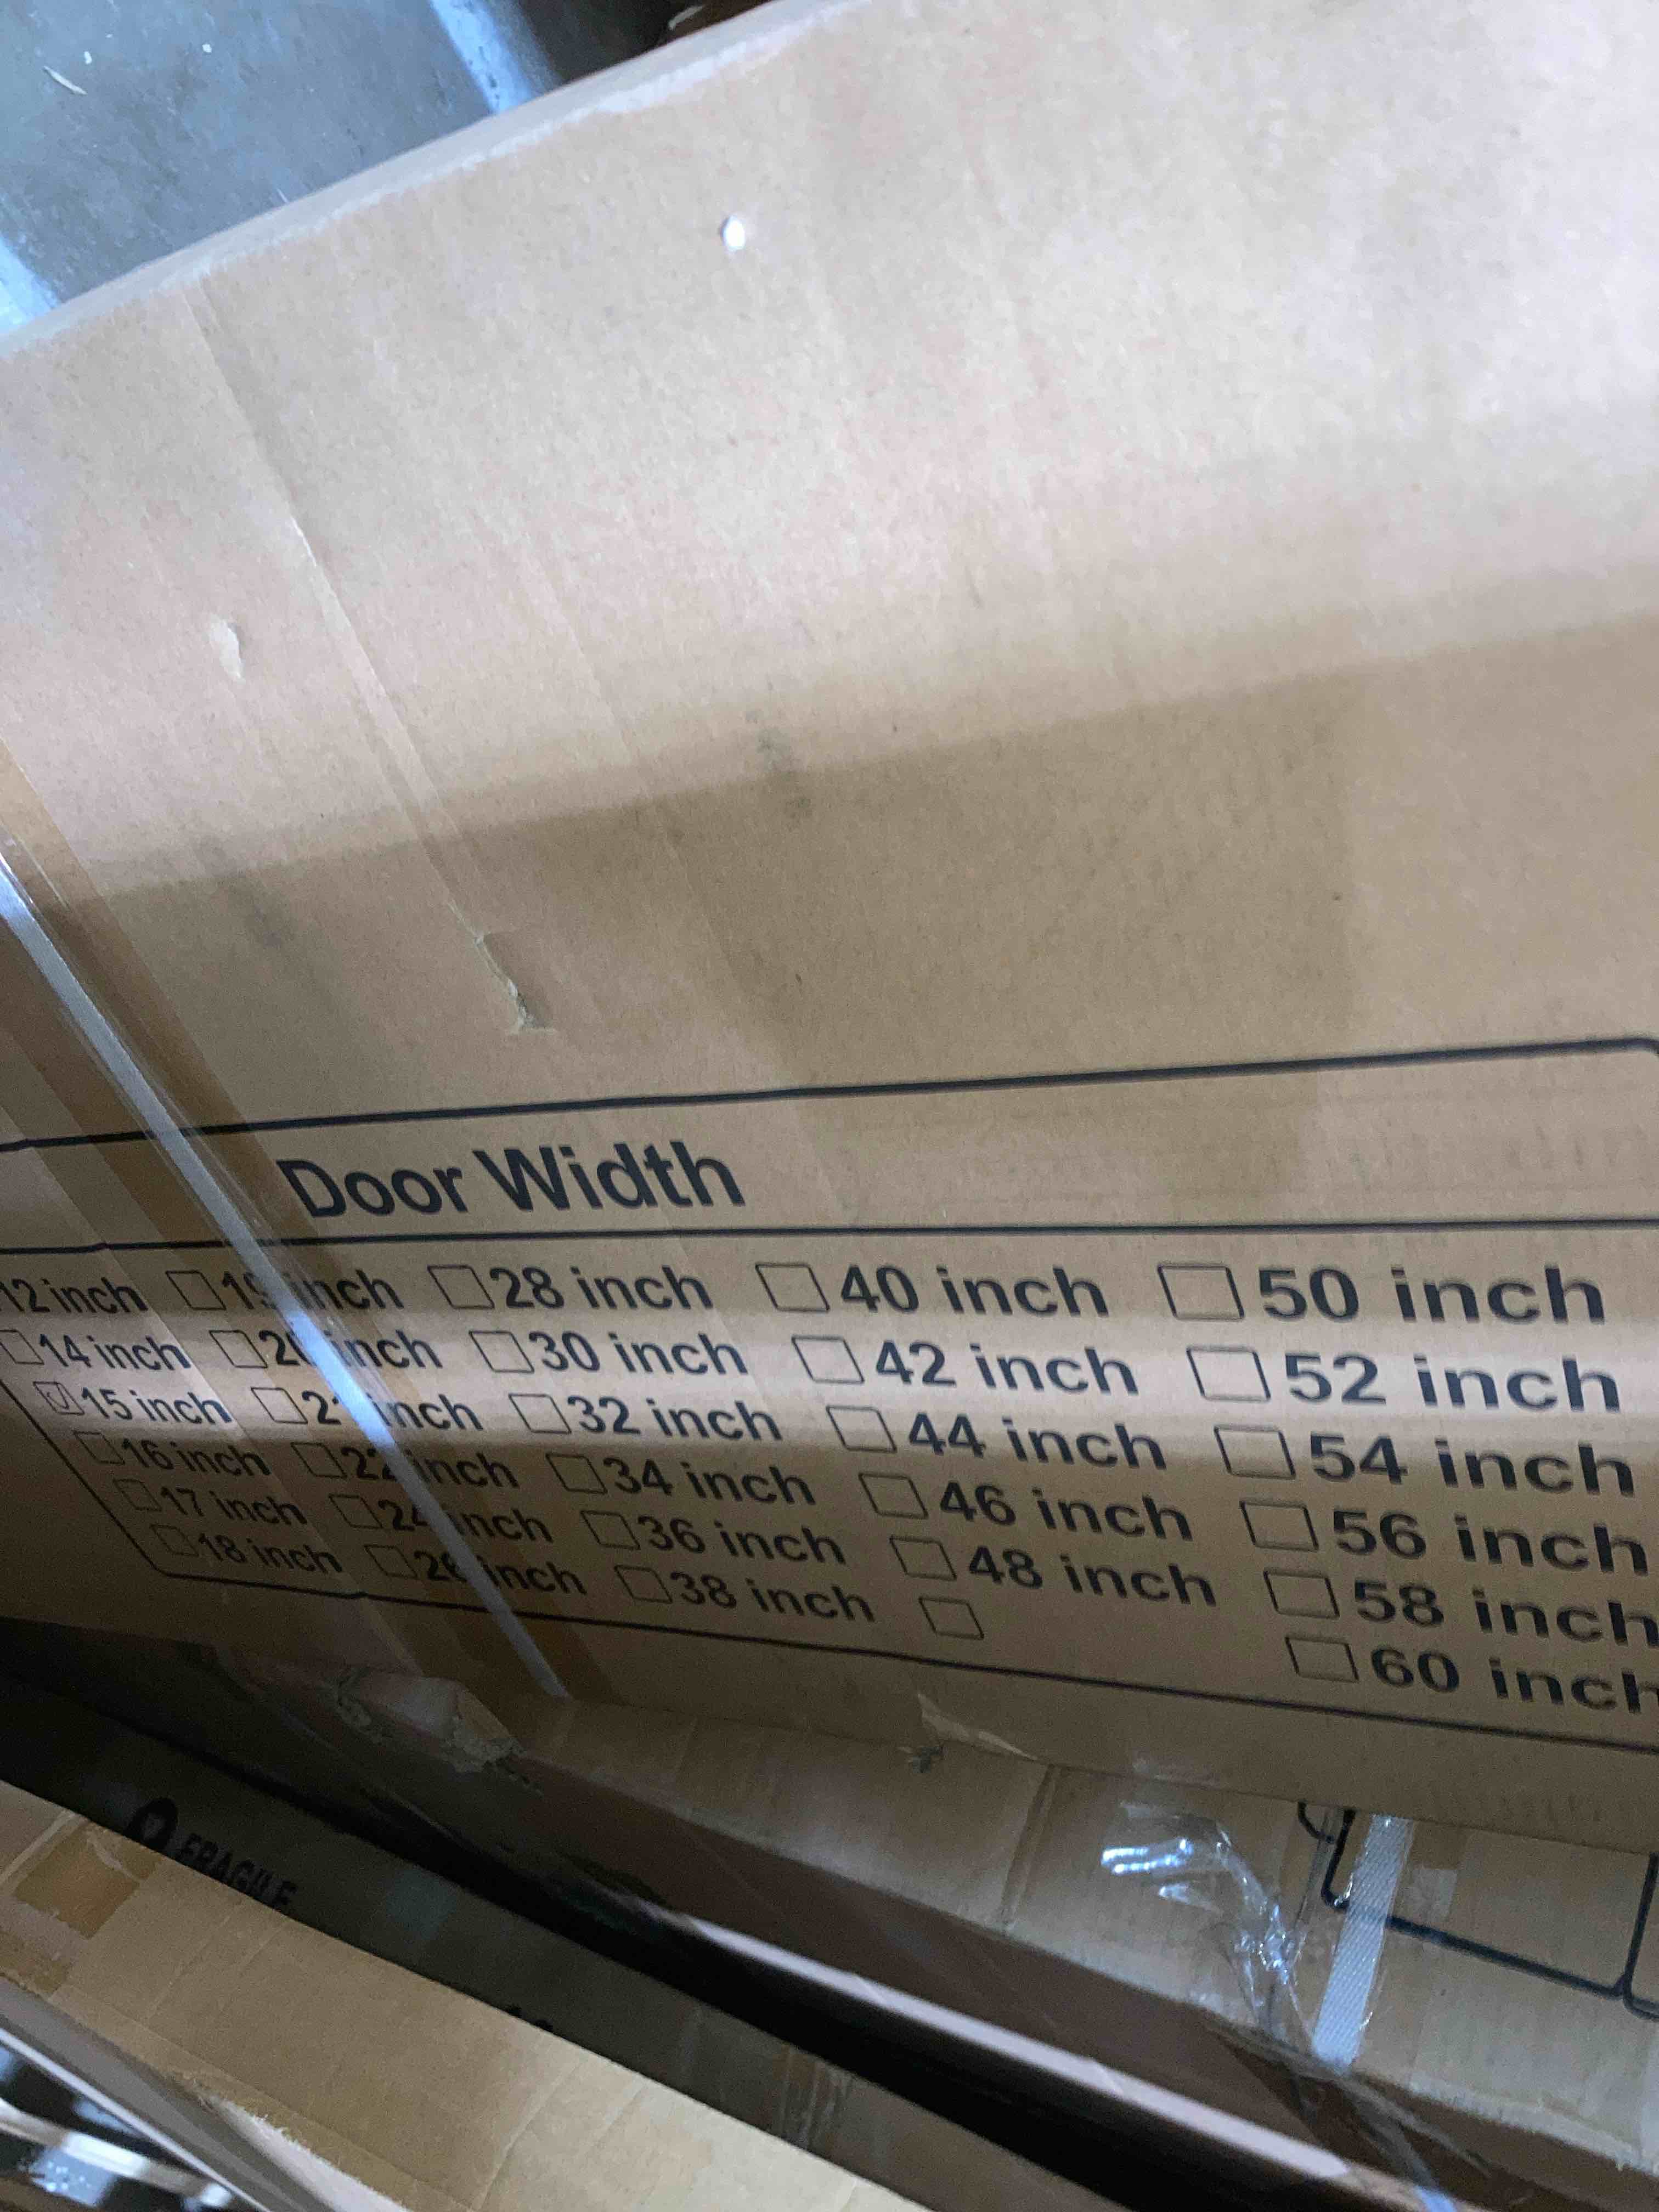 Door Width
12 inch ☐ 19 inch ☐ 28 inch ☐ 40 inch ☐ 50 inch
☐ 14 inch ☐ 20 inch ☐ 30 inch ☐ 42 inch ☐ 52 inch
☑ 15 inch ☐ 21 inch ☐ 32 inch ☐ 44 inch ☐ 54 inch
☐ 16 inch ☐ 22 inch ☐ 34 inch ☐ 46 inch ☐ 56 inch
☐ 17 inch ☐ 24 inch ☐ 36 inch ☐ 48 inch ☐ 58 inch
☐ 18 inch ☐ 26 inch ☐ 38 inch ☐ ☐ 60 inch
FRAGILE